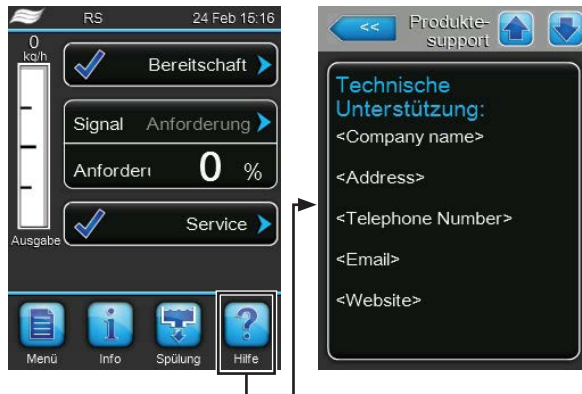 RS 24 Feb 15:16
0
kg/h
Bereitschaft
Signal Anforderung
Anforderı 0 %
Service
Ausgabe
Menü Info Spülung Hilfe
<< Produkte-
support
Technische
Unterstützung:
<Company name>
<Address>
<Telephone Number>
<Email>
<Website>